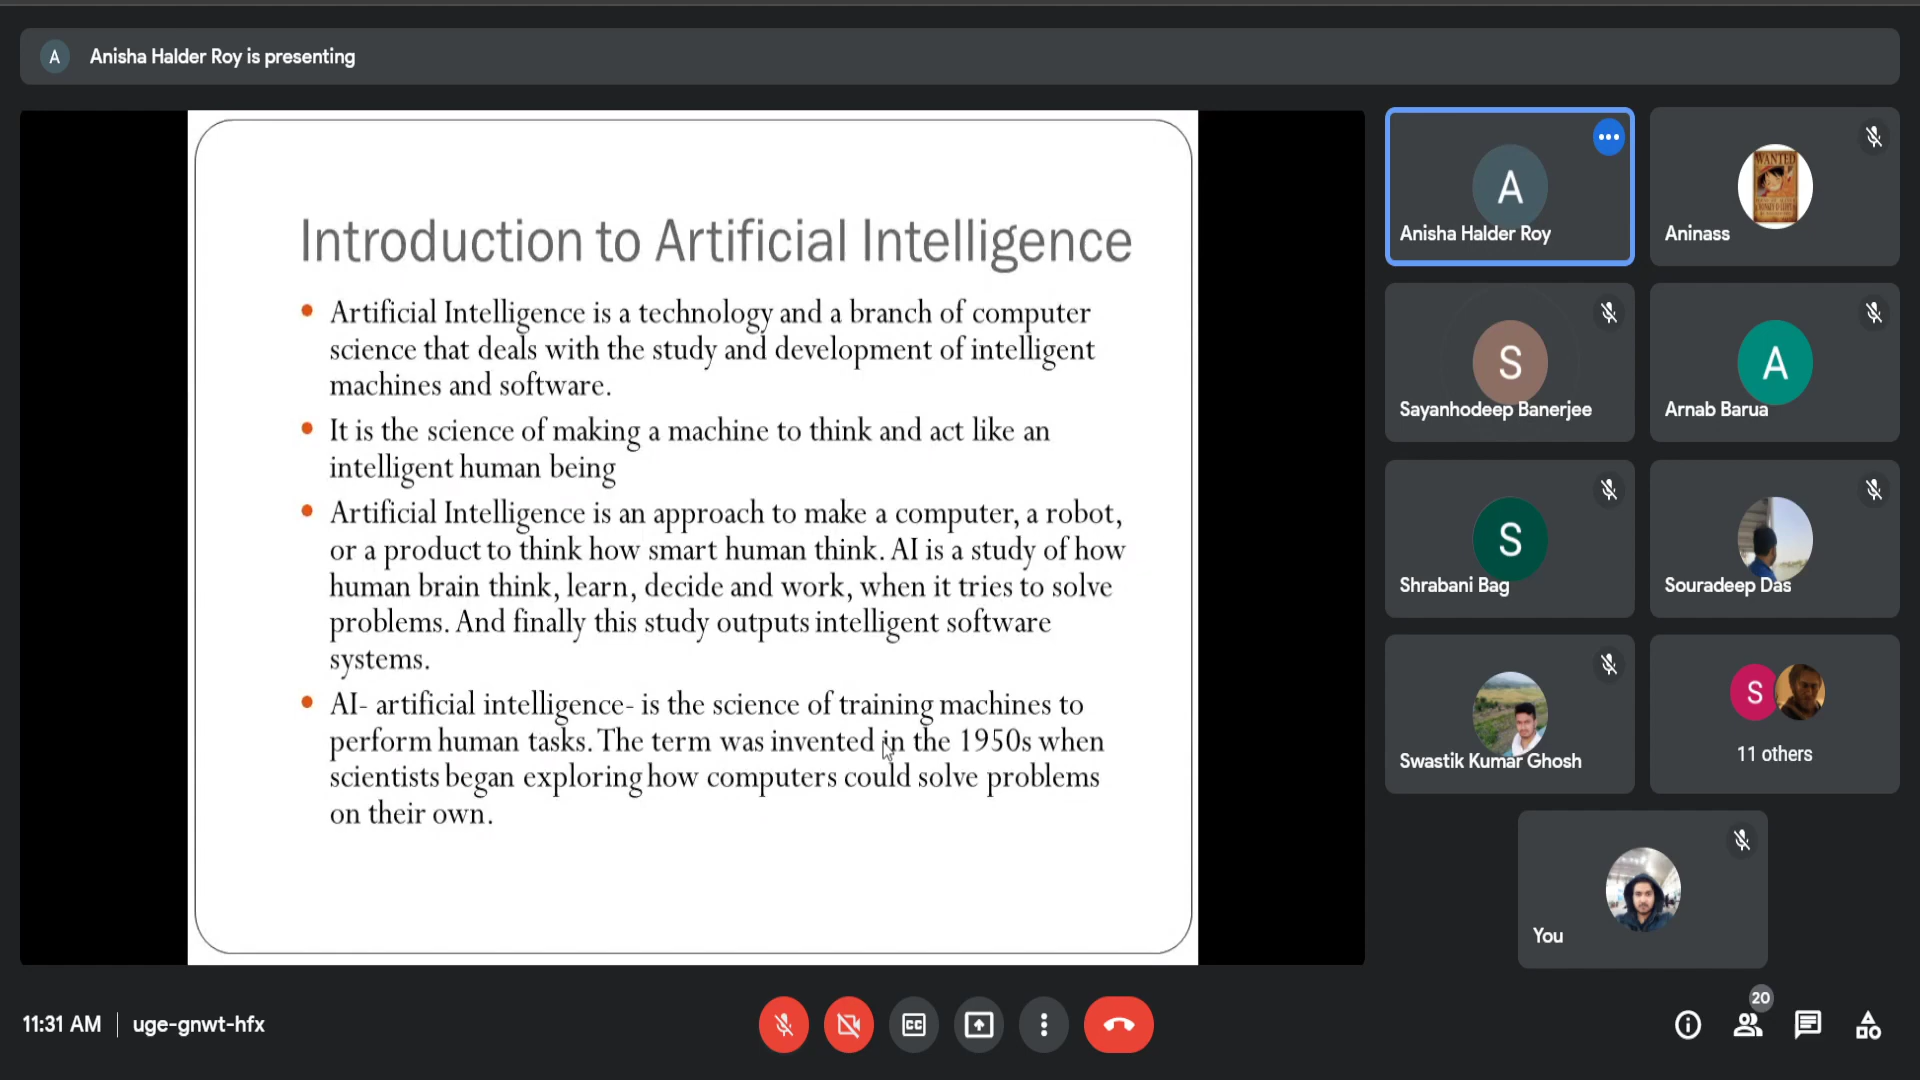 A Anisha Halder Roy is presenting
Introduction to Artificial Intelligence
• Artificial Intelligence is a technology and a branch of computer
science that deals with the study and development of intelligent
machines and software.
• It is the science of making a machine to think and act like an
intelligent human being
• Artificial Intelligence is an approach to make a computer, a robot,
or a product to think how smart human think. AI is a study of how
human brain think, learn, decide and work, when it tries to solve
problems. And finally this study outputs intelligent software
systems.
• AI- artificial intelligence- is the science of training machines to
perform human tasks. The term was invented in the 1950s when
scientists began exploring how computers could solve problems
on their own.
A
Anisha Halder Roy
WANTED
Aninass
S
Sayanhodeep Banerjee
A
Arnab Barua
S
Shrabani Bag
Souradeep Das
Swastik Kumar Ghosh
S
11 others
You
11:31 AM | uge-gnwt-hfx
CC
20